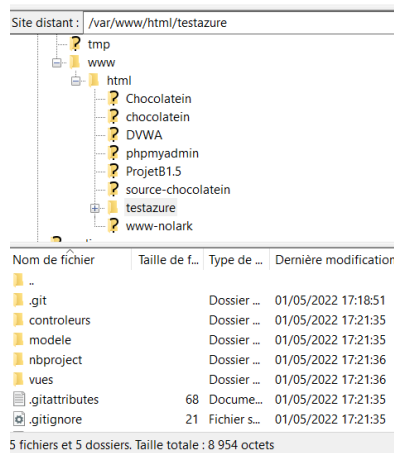 Site distant : /var/www/html/testazure
tmp
www
html
Chocolatein
chocolatein
DVWA
phpmyadmin
ProjetB1.5
source-chocolatein
testazure
www-nolark
Nom de fichier Taille de f... Type de ... Dernière modification
..
.git Dossier ... 01/05/2022 17:18:51
controleurs Dossier ... 01/05/2022 17:21:35
modele Dossier ... 01/05/2022 17:21:35
nbproject Dossier ... 01/05/2022 17:21:36
vues Dossier ... 01/05/2022 17:21:36
.gitattributes 68 Docume... 01/05/2022 17:21:35
.gitignore 21 Fichier s... 01/05/2022 17:21:35
5 fichiers et 5 dossiers. Taille totale : 8 954 octets